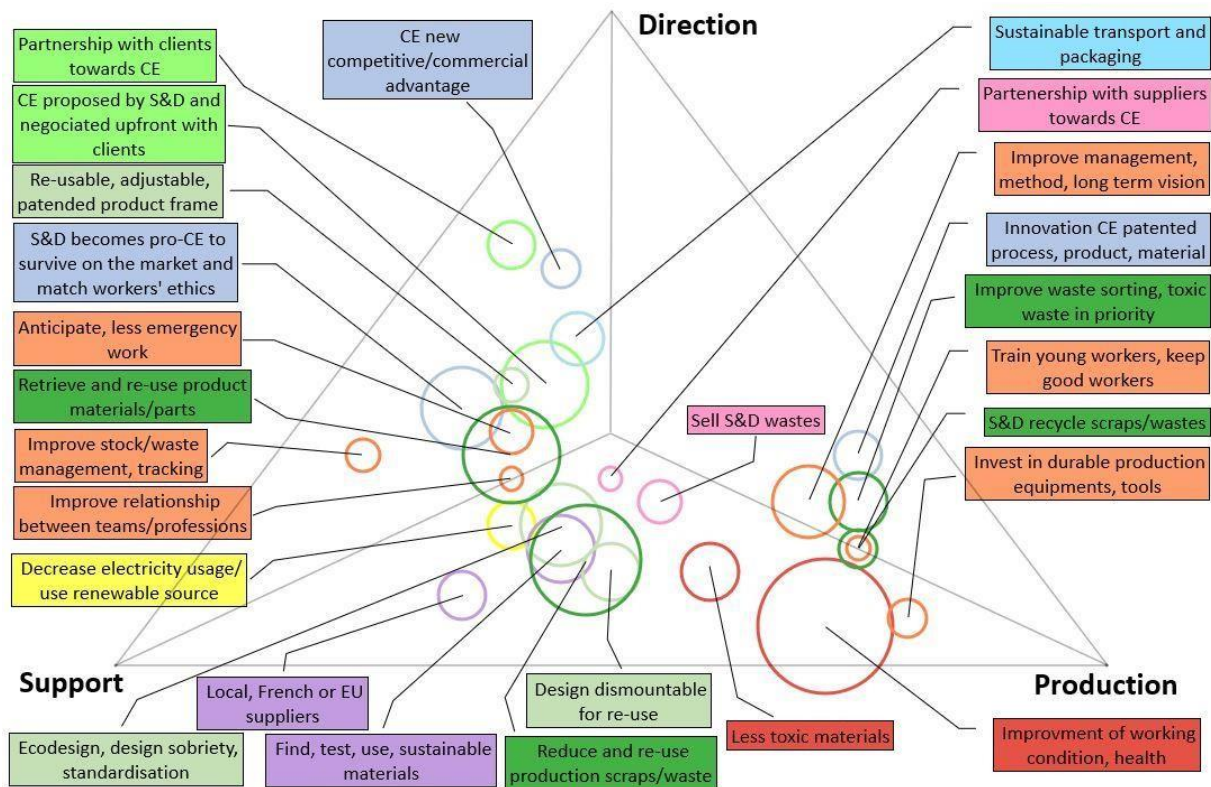 Direction
Support
Production
Partnership with clients
towards CE
CE proposed by S&D and
negociated upfront with
clients
Re-usable, adjustable,
patented product frame
S&D becomes pro-CE to
survive on the market and
match workers' ethics
Anticipate, less emergency
work
Retrieve and re-use product
materials/parts
Improve stock/waste
management, tracking
Improve relationship
between teams/professions
Decrease electricity usage/
use renewable source
CE new
competitive/commercial
advantage
Sustainable transport and
packaging
Partenership with suppliers
towards CE
Improve management,
method, long term vision
Innovation CE patented
process, product, material
Improve waste sorting, toxic
waste in priority
Train young workers, keep
good workers
S&D recycle scraps/wastes
Invest in durable production
equipments, tools
Sell S&D wastes
Local, French or EU
suppliers
Ecodesign, design sobriety,
standardisation
Find, test, use, sustainable
materials
Design dismountable
for re-use
Reduce and re-use
production scraps/waste
Less toxic materials
Improvment of working
condition, health